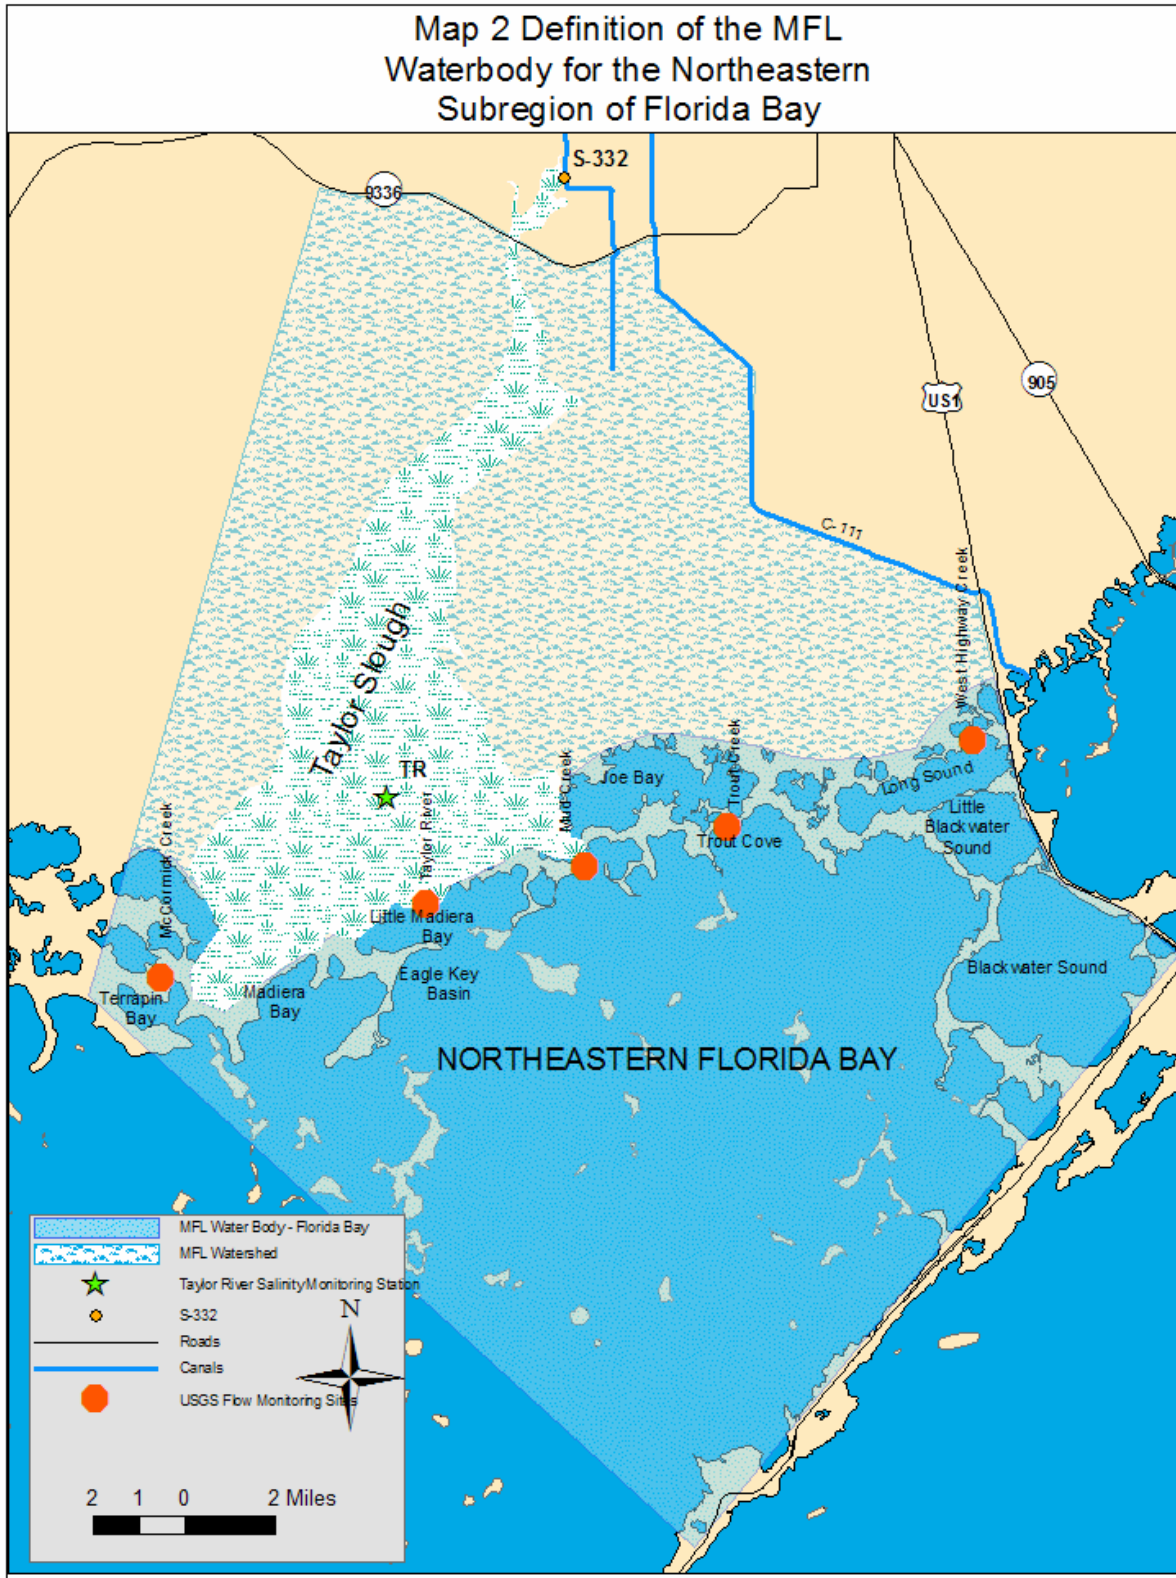 Map 2 Definition of the MFL
Waterbody for the Northeastern
Subregion of Florida Bay
S-332
9336
905
US1
C-111
West Highway Creek
Taylor Slough
TR
Taylor River
Mud Creek
Joe Bay
Trout Creek
Trout Cove
Long Sound
Little
Blackwater
Sound
McCormick Creek
Little Madiera
Bay
Eagle Key
Basin
Madiera
Bay
Terrapin
Bay
Blackwater Sound
NORTHEASTERN FLORIDA BAY
MFL Water Body - Florida Bay
MFL Watershed
Taylor River Salinity Monitoring Station
S-332
N
Roads
Canals
USGS Flow Monitoring Sites
2 1 0 2 Miles